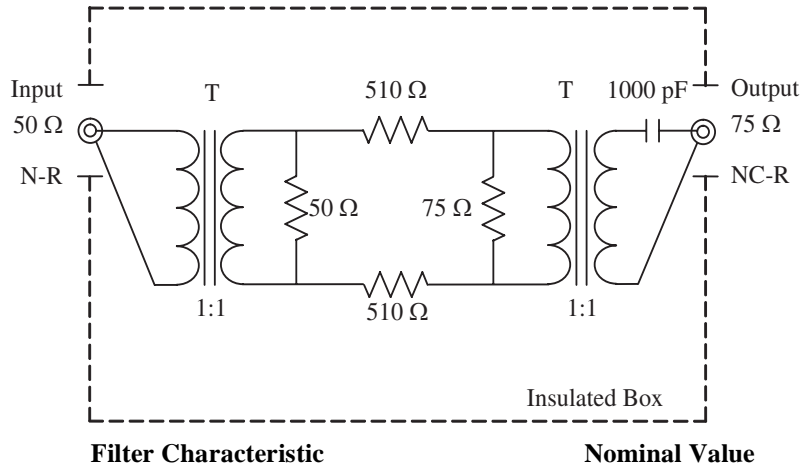 Input
50 Ω
N-R
T
1:1
510 Ω
50 Ω
75 Ω
510 Ω
T
1:1
1000 pF
Output
75 Ω
NC-R
Insulated Box
Filter Characteristic
Nominal Value